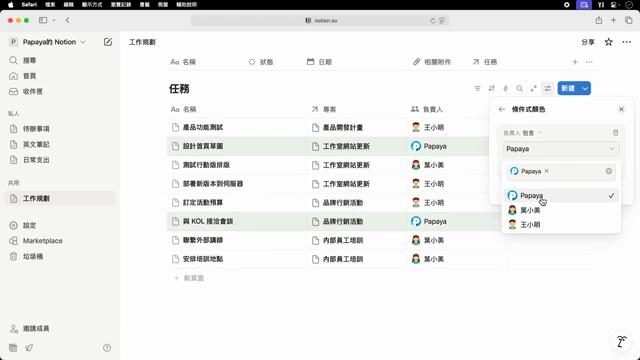 Safari 檔案 編輯 顯示方式 瀏覽記錄 書籤 視窗 輔助說明
notion.so
P Papaya的 Notion
搜尋
首頁
收件匣
私人
待辦事項
英文筆記
日常支出
共用
工作規劃
設定
Marketplace
垃圾桶
邀請成員
工作規劃
分享
Aa 名稱 狀態 日期 相關附件 任務
任務
新建
Aa 名稱 專案 負責人
產品功能測試 產品開發計畫 王小明
設計首頁草圖 工作室網站更新 Papaya
測試行動版排版 工作室網站更新 葉小美
部署新版本到伺服器 工作室網站更新 王小明
訂定活動預算 品牌行銷活動 王小明
與 KOL 接洽會談 品牌行銷活動 Papaya
聯繫外部講師 內部員工培訓 葉小美
安排培訓地點 內部員工培訓 葉小美
+ 新頁面
條件式顏色
負責人 包含
Papaya
Papaya
Papaya
葉小美
王小明